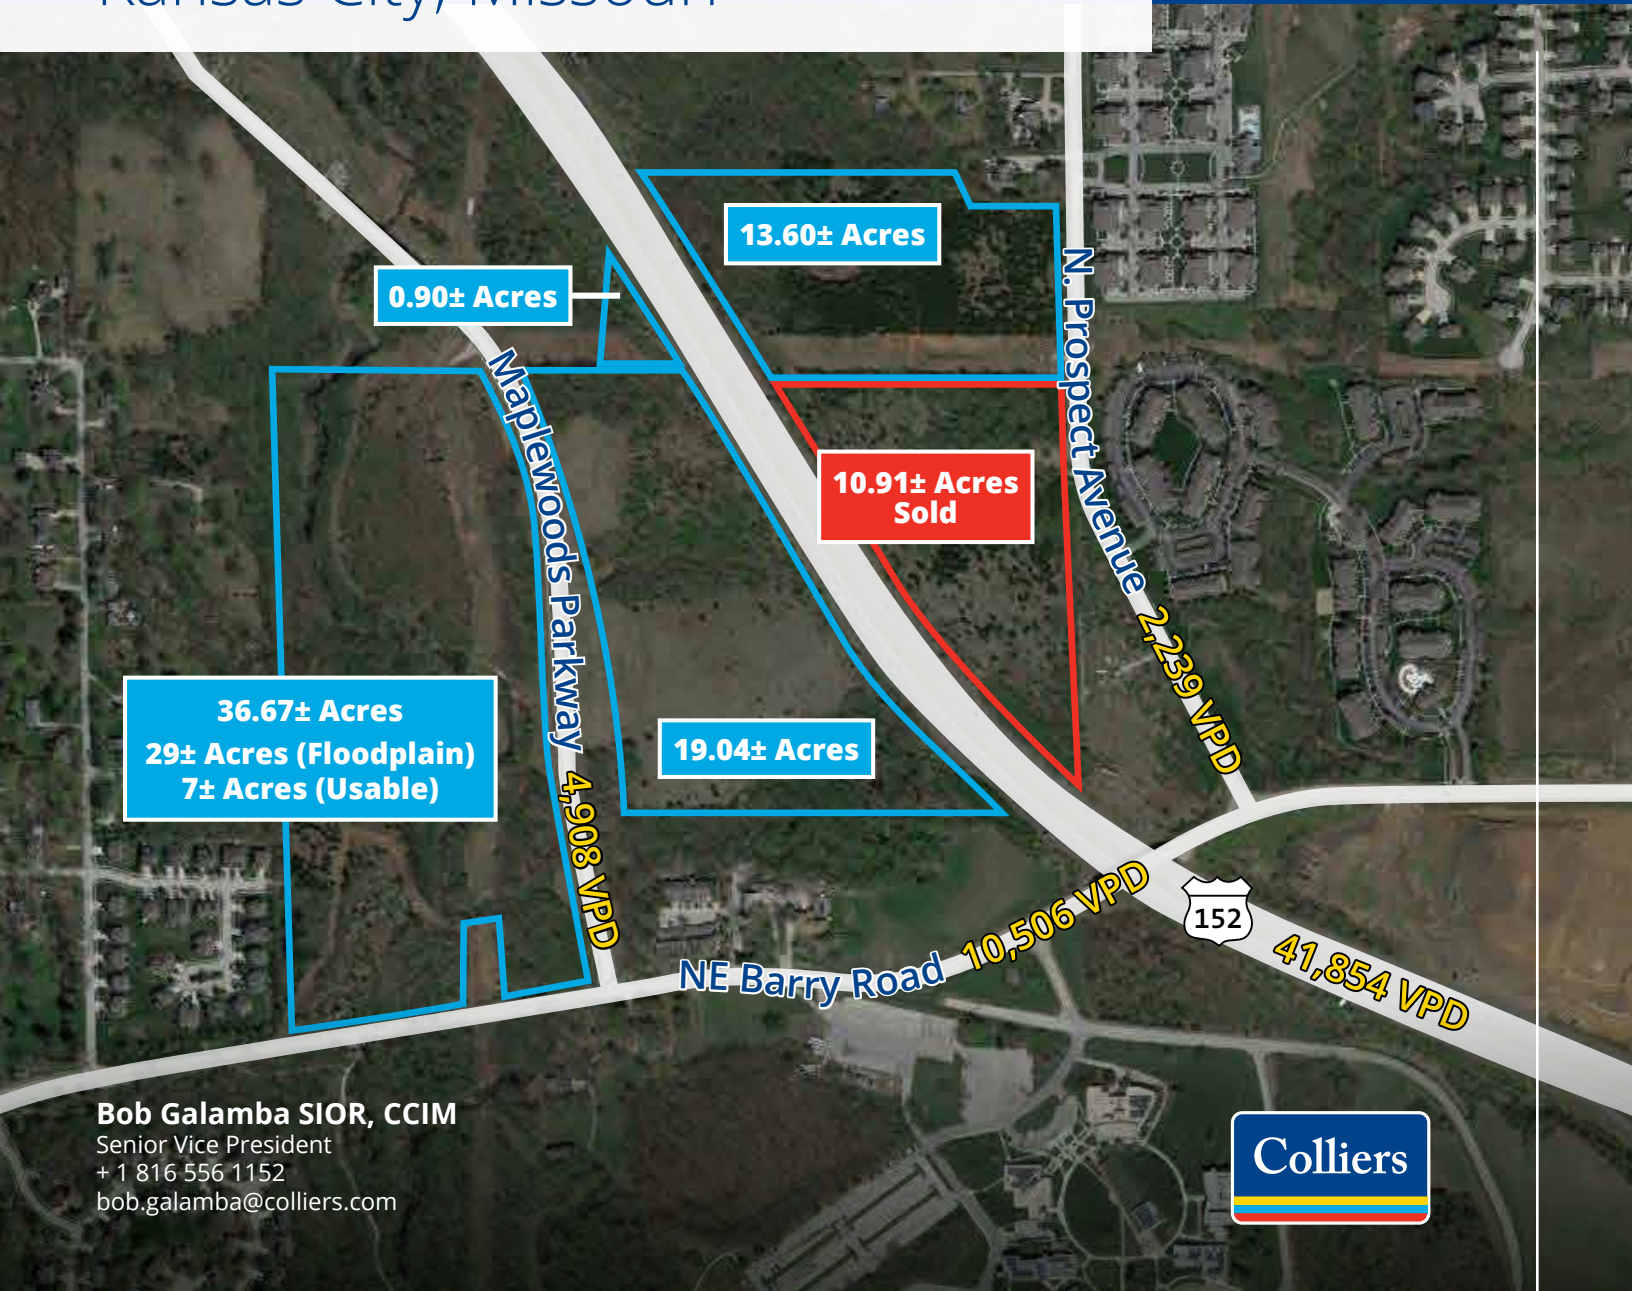 Kansas City, Missouri
13.60± Acres
0.90± Acres
N. Prospect Avenue
Maplewoods Parkway
10.91± Acres
Sold
2,239 VPD
36.67± Acres
29± Acres (Floodplain)
7± Acres (Usable)
19.04± Acres
4,908 VPD
10,506 VPD
152
NE Barry Road
41,854 VPD
Bob Galamba SIOR, CCIM
Senior Vice President
+ 1 816 556 1152
bob.galamba@colliers.com
Colliers